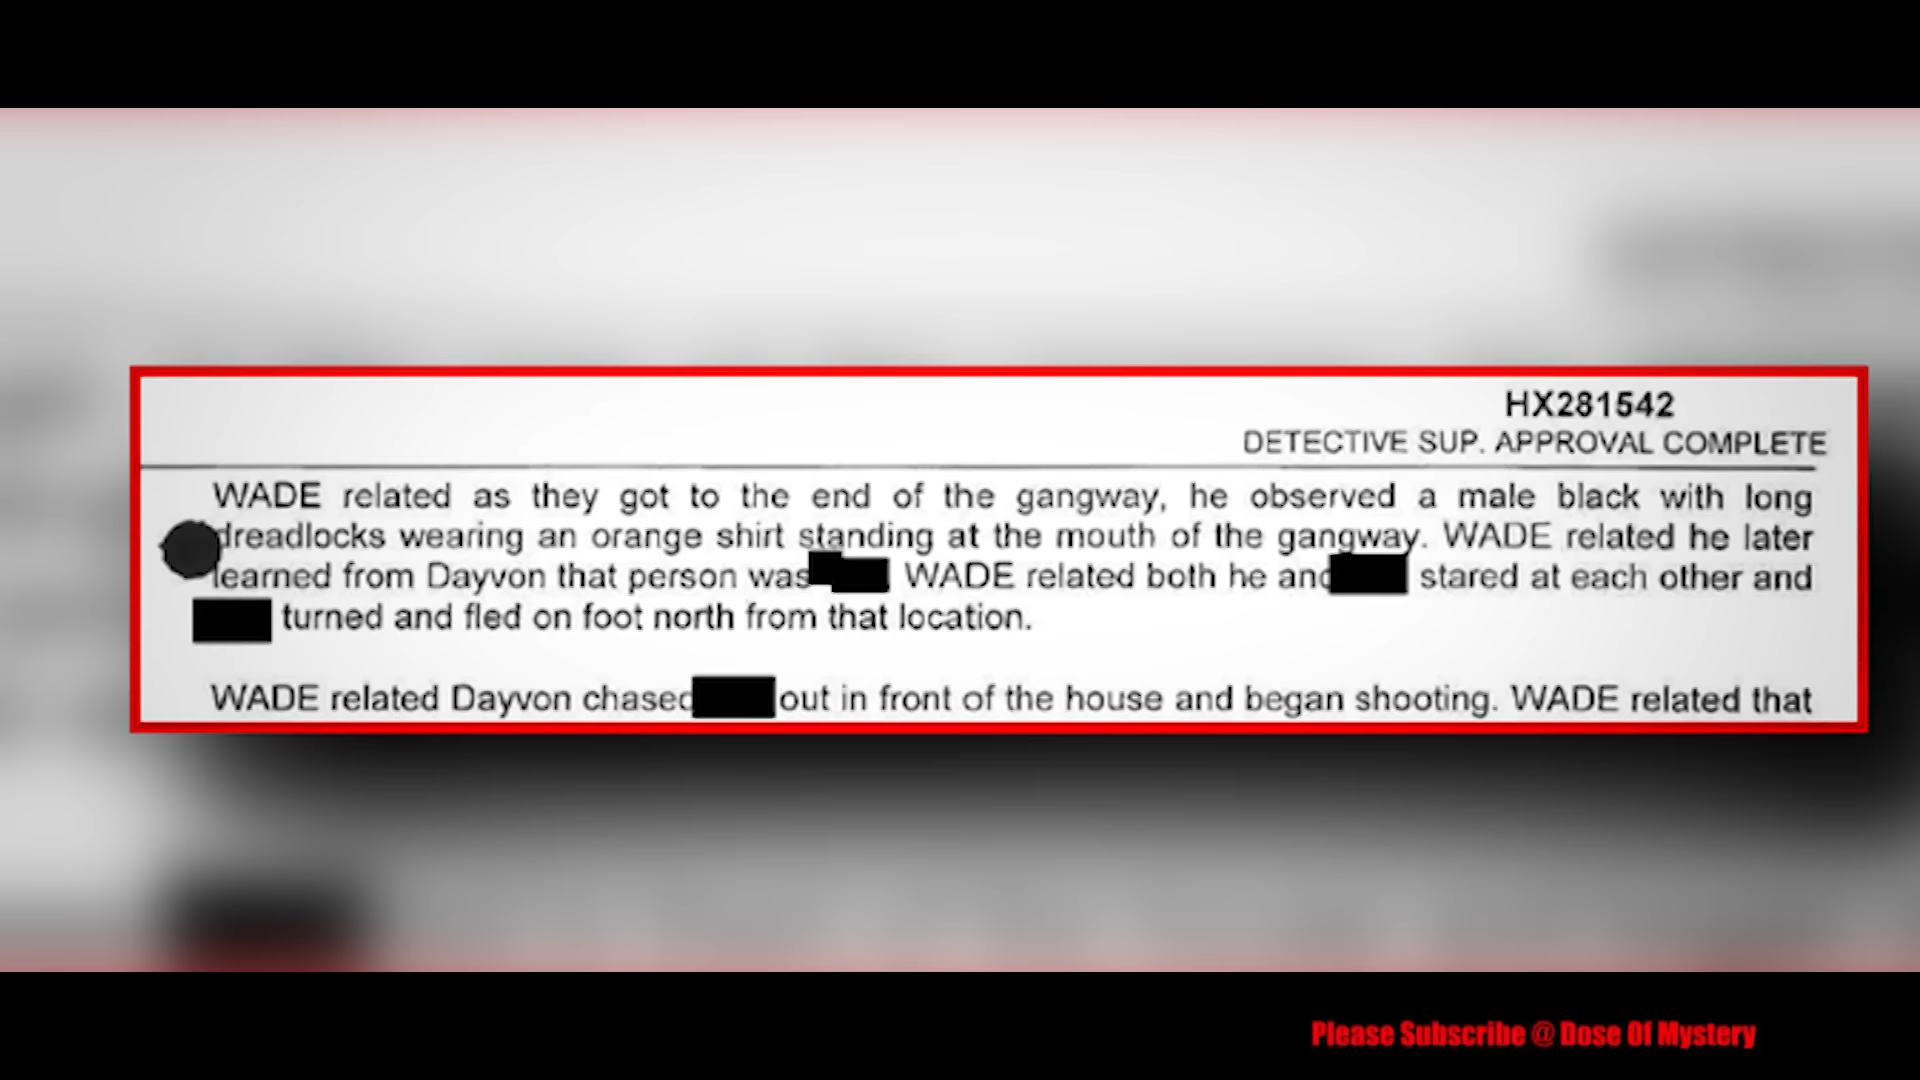 HX281542
DETECTIVE SUP. APPROVAL COMPLETE
WADE related as they got to the end of the gangway, he observed a male black with long
dreadlocks wearing an orange shirt standing at the mouth of the gangway. WADE related he later
learned from Dayvon that person was WADE related both he and stared at each other and
turned and fled on foot north from that location.
WADE related Dayvon chased out in front of the house and began shooting. WADE related that
Please Subscribe @ Dose Of Mystery